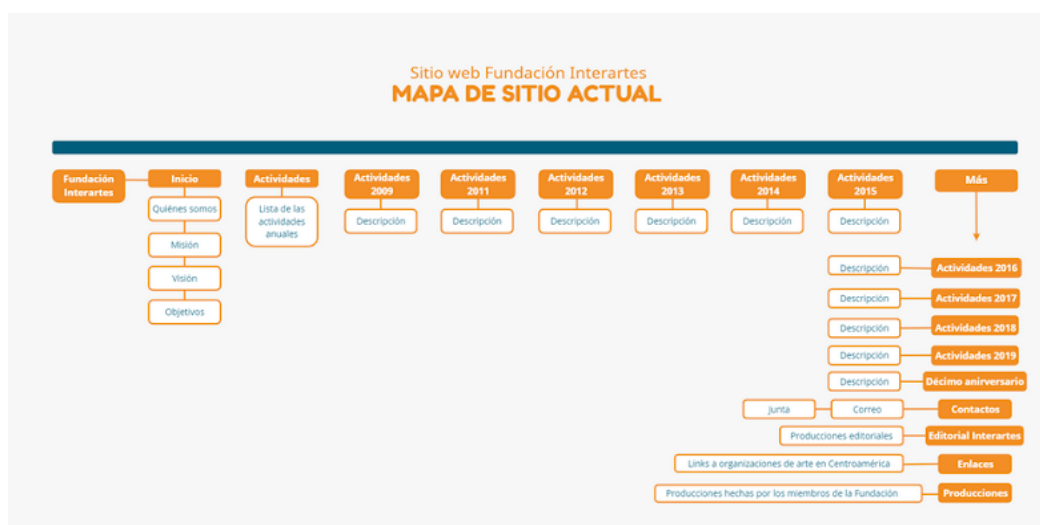 Sitio web Fundación Interartes
MAPA DE SITIO ACTUAL
Fundación
Interartes
Inicio
Quiénes somos
Misión
Visión
Objetivos
Actividades
Lista de las
actividades
anuales
Actividades
2009
Descripción
Actividades
2011
Descripción
Actividades
2012
Descripción
Actividades
2013
Descripción
Actividades
2014
Descripción
Actividades
2015
Descripción
Más
Descripción
Actividades 2016
Descripción
Actividades 2017
Descripción
Actividades 2018
Descripción
Actividades 2019
Descripción
Décimo anirversario
Junta
Correo
Contactos
Producciones editoriales
Editorial Interartes
Links a organizaciones de arte en Centroamérica
Enlaces
Producciones hechas por los miembros de la Fundación
Producciones